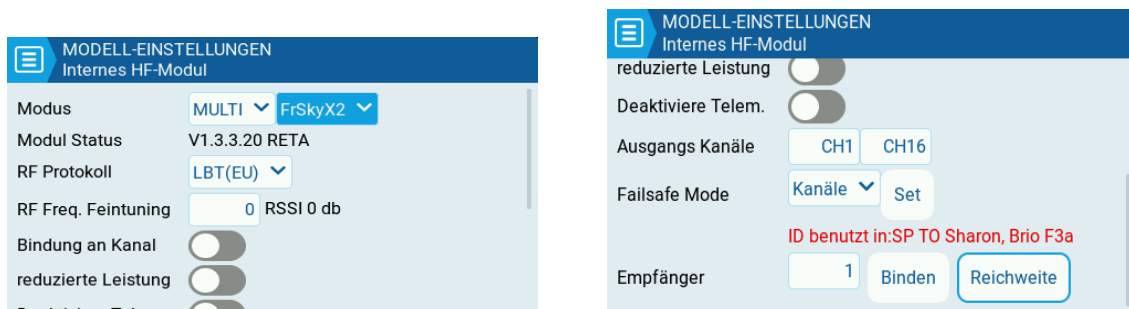 MODELL-EINSTELLUNGEN
Internes HF-Modul
Modus MULTI FrSkyX2
Modul Status V1.3.3.20 RETA
RF Protokoll LBT(EU)
RF Freq. Feintuning 0 RSSI 0 db
Bindung an Kanal
reduzierte Leistung
MODELL-EINSTELLUNGEN
Internes HF-Modul
reduzierte Leistung
Deaktiviere Telem.
Ausgangs Kanäle CH1 CH16
Failsafe Mode Kanäle Set
ID benutzt in:SP TO Sharon, Brio F3a
Empfänger 1 Binden Reichweite